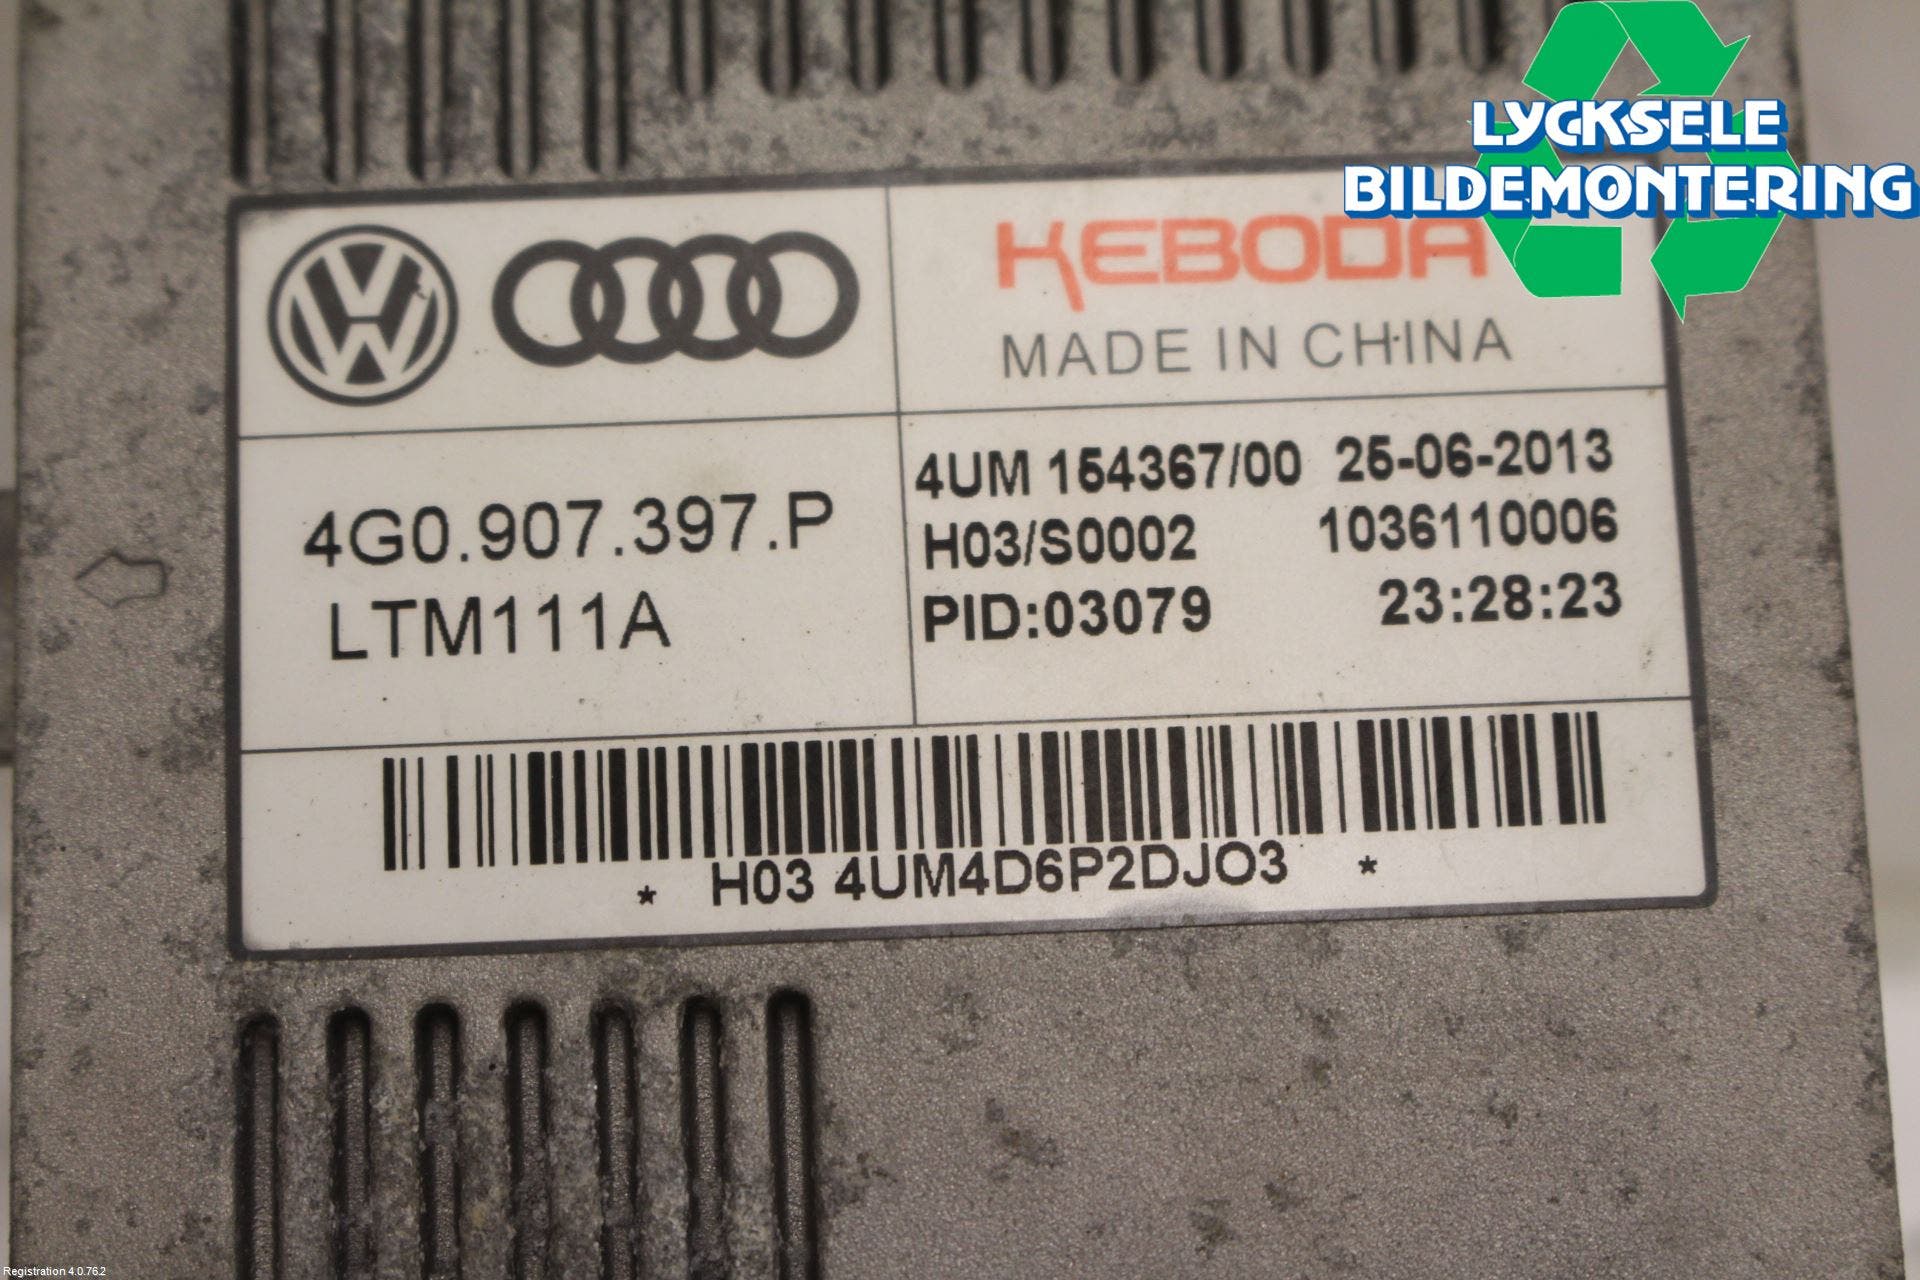 LYCKSELE
BILDEMONTERING
KEBODA
MADE IN CHINA
4G0.907.397.P
LTM111A
4UM 154367/00 25-06-2013
H03/S0002 1036110006
PID:03079 23:28:23
* H03 4UM4D6P2DJO3 *
Registration 4.0.76.2